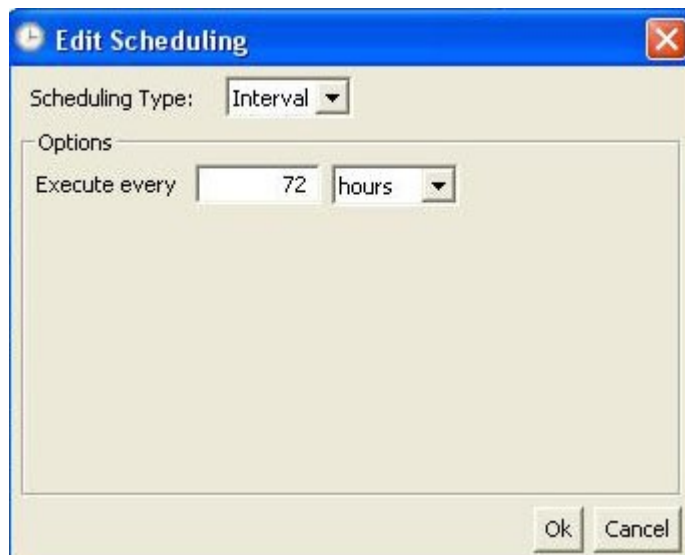 Edit Scheduling
Scheduling Type: Interval
Options
Execute every 72 hours
Ok Cancel